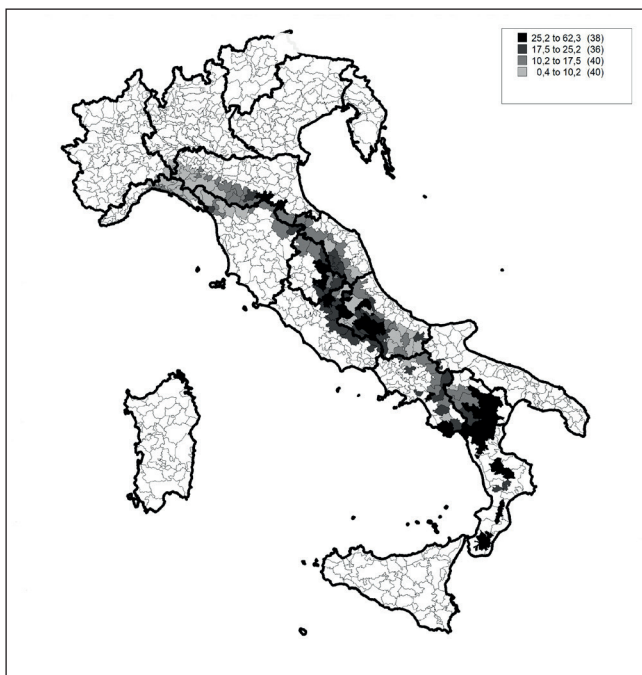 25,2 to 62,3 (38)
17,5 to 25,2 (36)
10,2 to 17,5 (40)
0,4 to 10,2 (40)